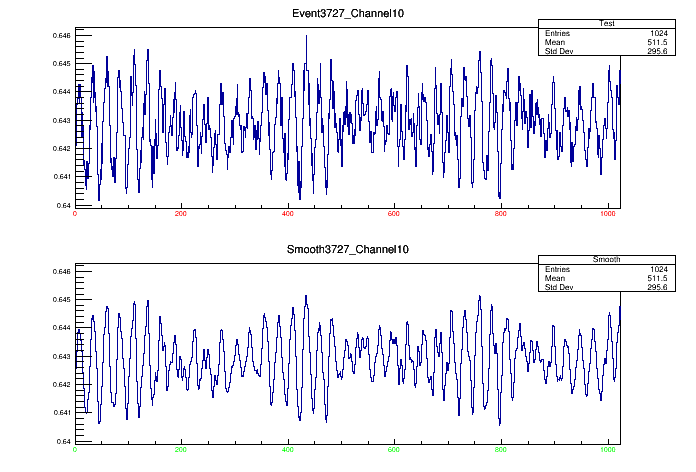 Event3727_Channel10
Test
Entries 1024
Mean 511.5
Std Dev 295.6
0.646
0.645
0.644
0.643
0.642
0.641
0.64
0 200 400 600 800 1000
Smooth3727_Channel10
Smooth
Entries 1024
Mean 511.5
Std Dev 295.6
0.646
0.645
0.644
0.643
0.642
0.641
0.64
0 200 400 600 800 1000